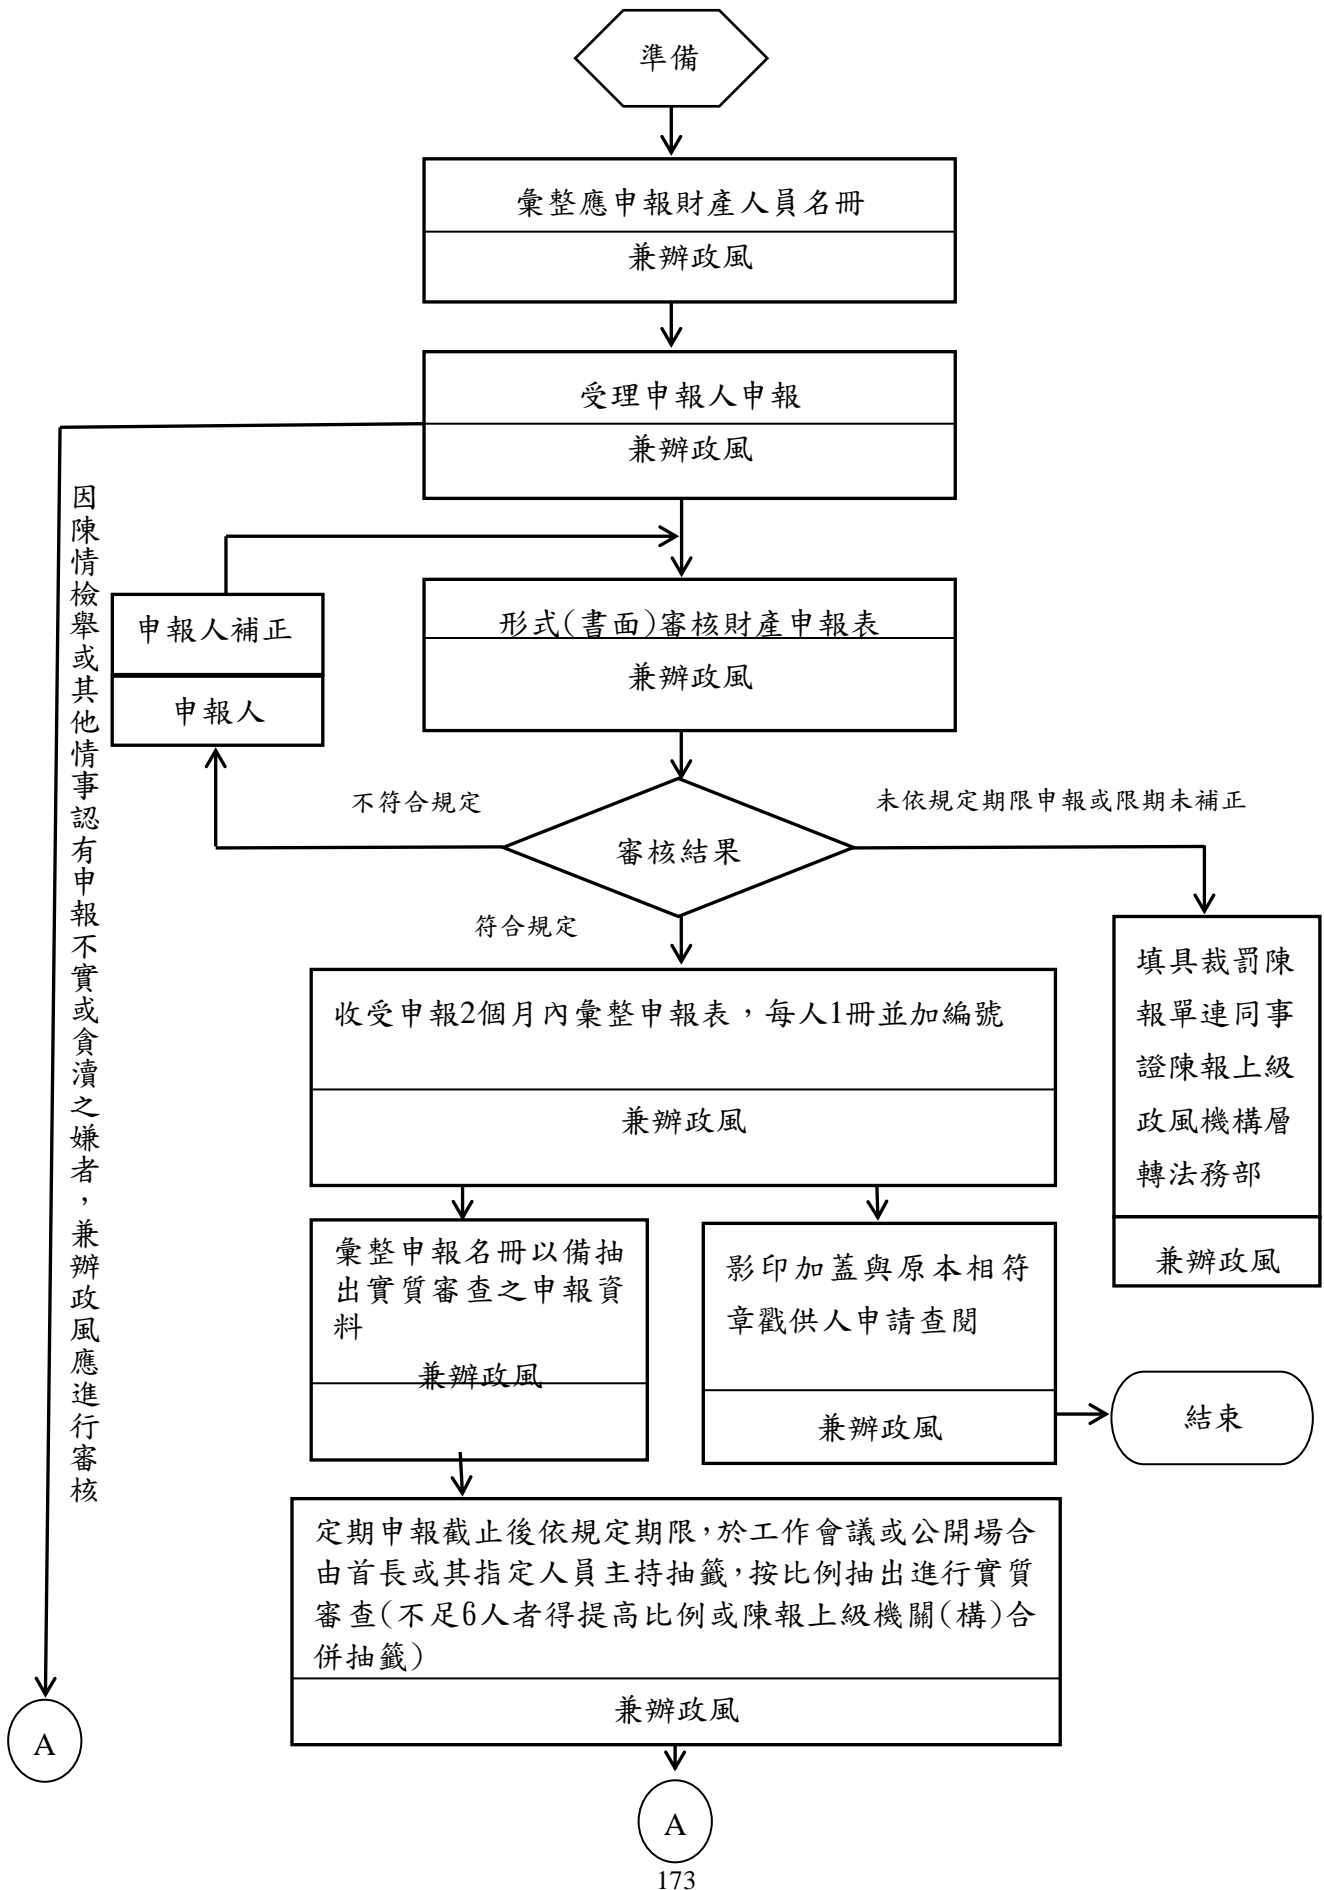 準備
彙整應申報財產人員名冊
兼辦政風
受理申報人申報
兼辦政風
因陳情檢舉或其他情事認有申報不實或貪瀆之嫌者，兼辦政風應進行審核
申報人補正
申報人
形式(書面)審核財產申報表
兼辦政風
不符合規定
未依規定期限申報或限期未補正
審核結果
符合規定
收受申報2個月內彙整申報表，每人1冊並加編號
兼辦政風
填具裁罰陳
報單連同事
證陳報上級
政風機構層
轉法務部
兼辦政風
彙整申報名冊以備抽
出實質審查之申報資
料
兼辦政風
影印加蓋與原本相符
章戳供人申請查閱
兼辦政風
結束
定期申報截止後依規定期限，於工作會議或公開場合
由首長或其指定人員主持抽籤，按比例抽出進行實質
審查(不足6人者得提高比例或陳報上級機關(構)合
併抽籤)
兼辦政風
A
A
173